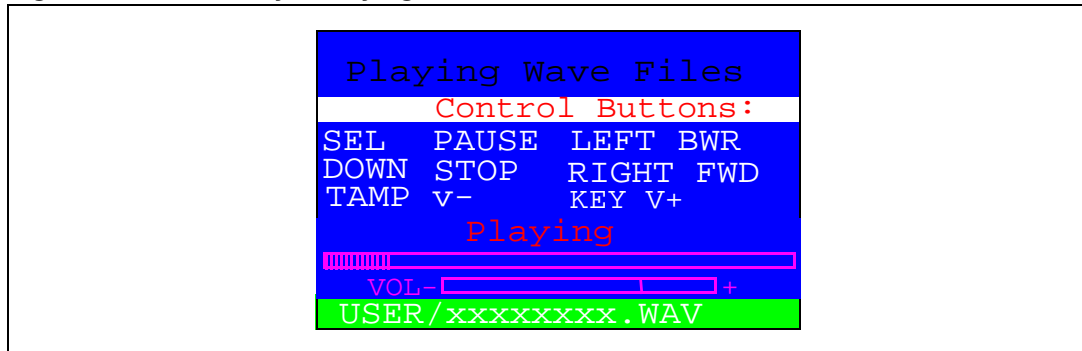 Playing Wave Files
Control Buttons:
SEL PAUSE LEFT BWR
DOWN STOP RIGHT FWD
TAMP v- KEY V+
Playing
VOL- +
USER/xxxxxxxx.WAV